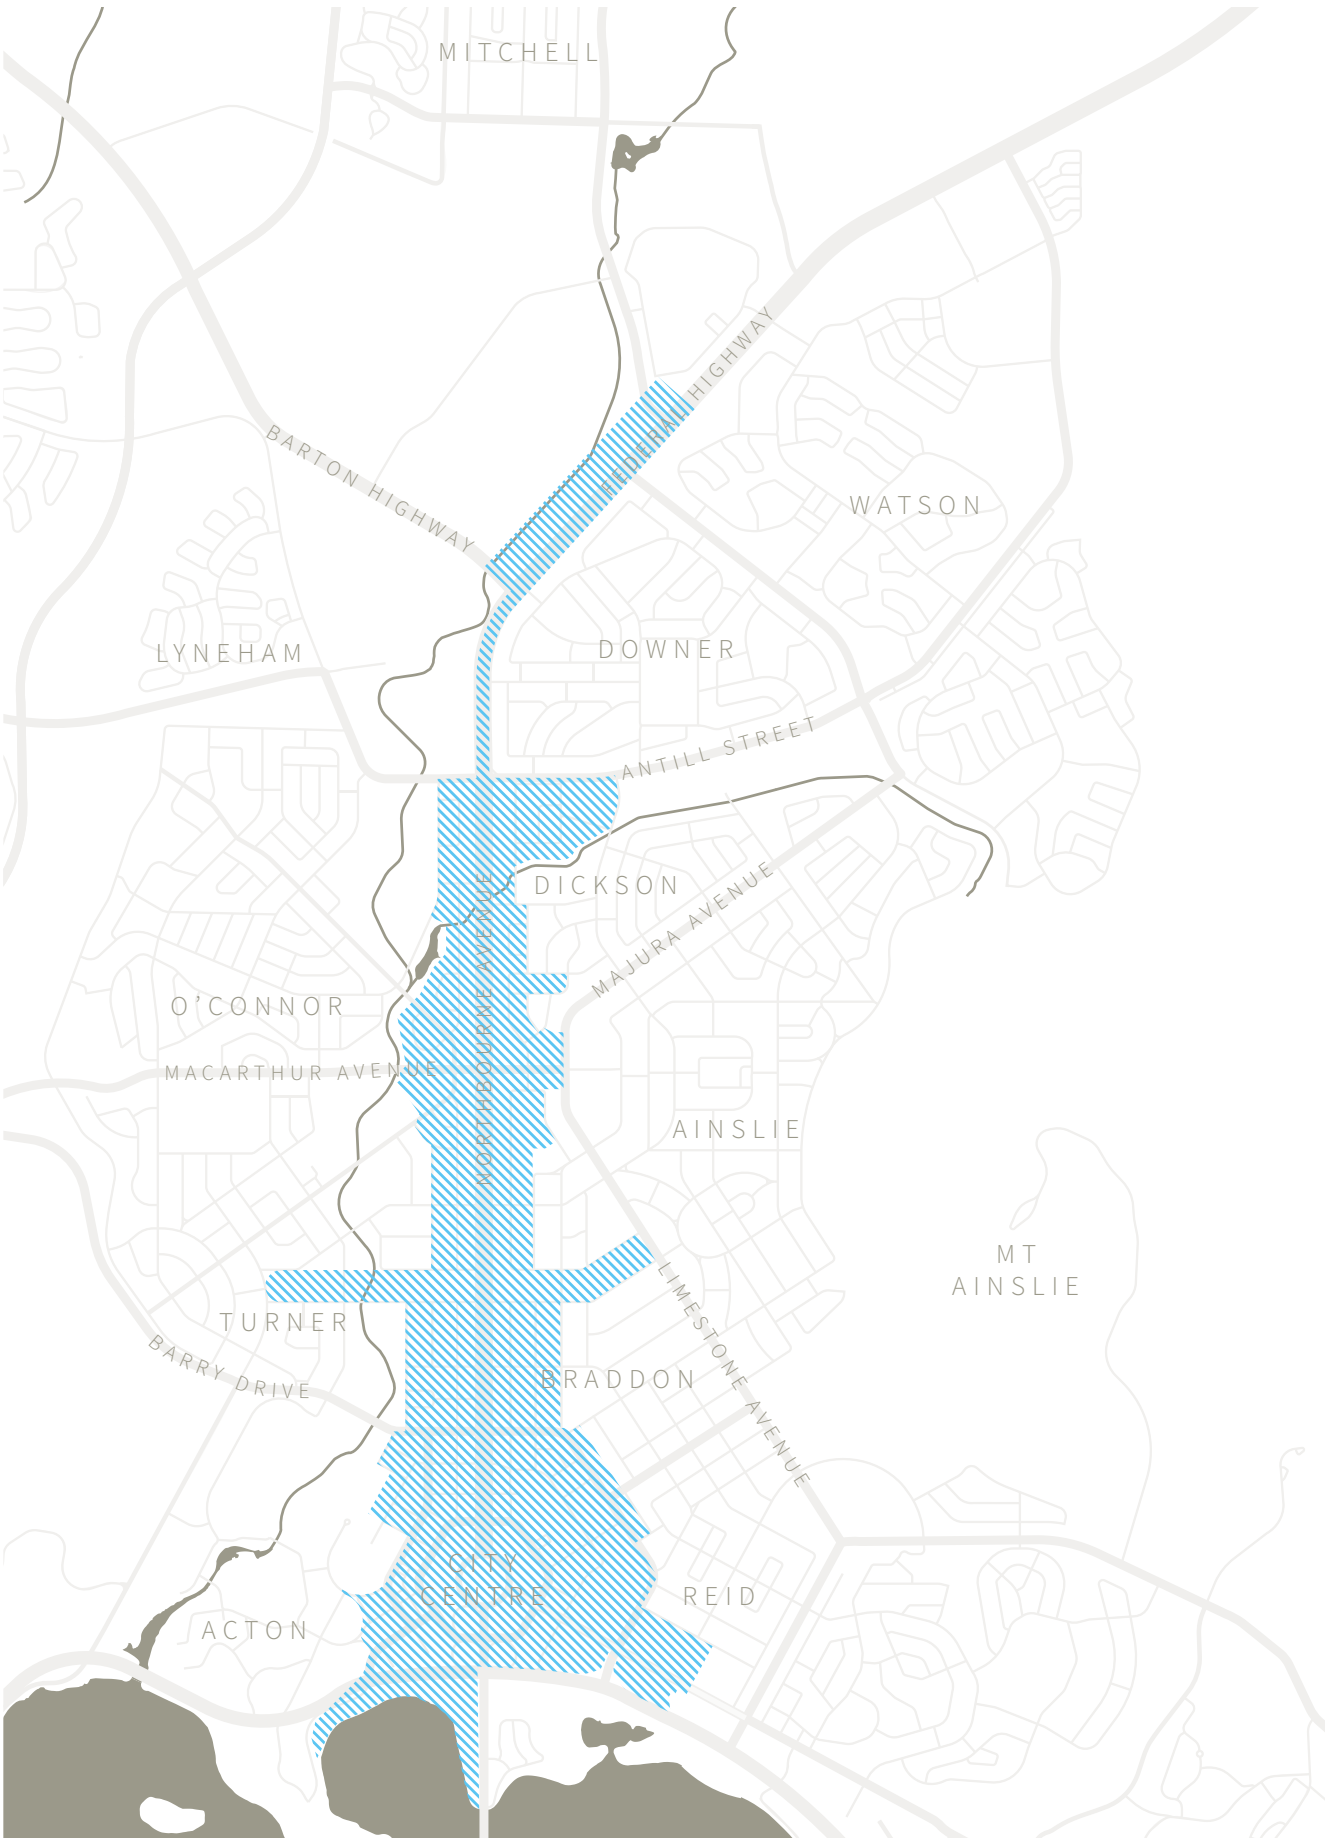 MITCHELL
FEDERAL HIGHWAY
BARTON HIGHWAY
WATSON
LYNEHAM
DOWNER
ANTILL STREET
DICKSON
MAJURA AVENUE
NORTHBOURNE AVENUE
O’CONNOR
MACARTHUR AVENUE
AINSLIE
MT
AINSLIE
TURNER
LIMESTONE AVENUE
BARRY DRIVE
BRADDON
CITY
CENTRE
REID
ACTON